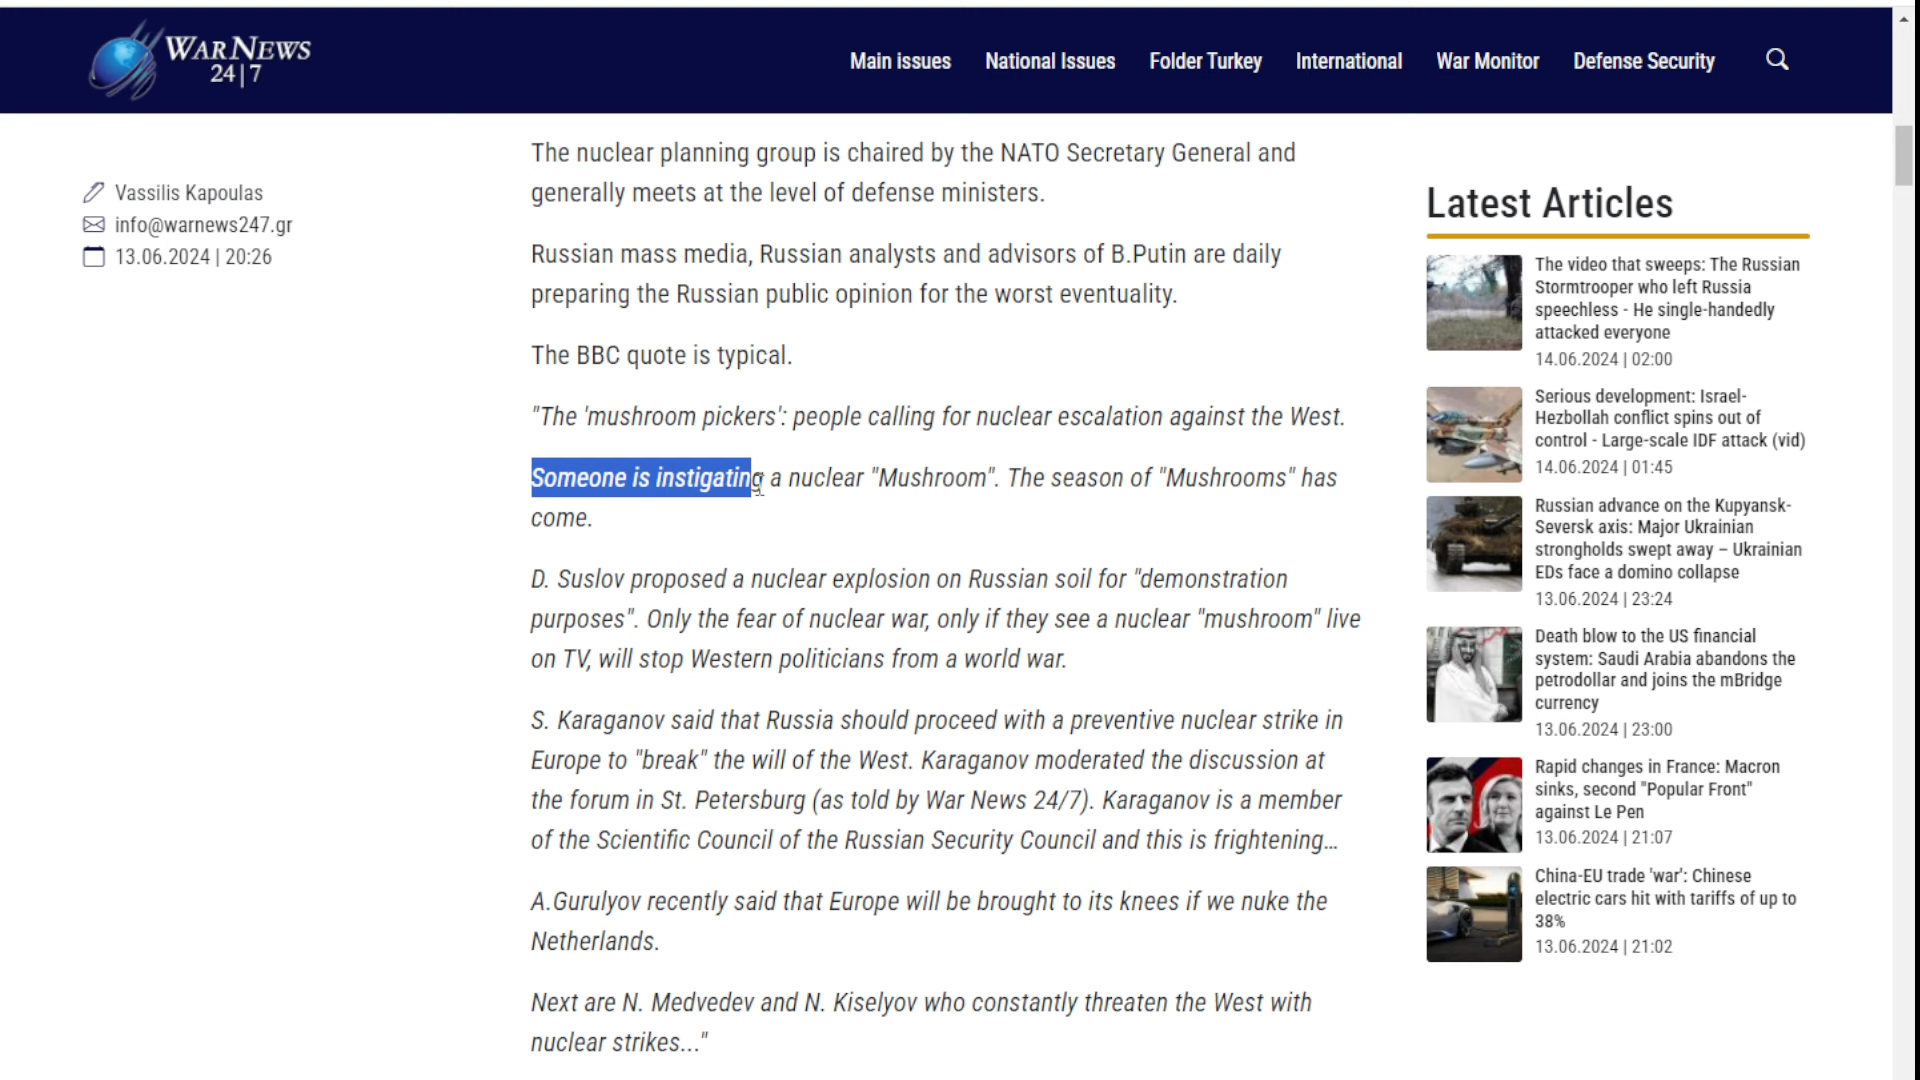 WAR NEWS
24|7
Main issues
National Issues
Folder Turkey
International
War Monitor
Defense Security
Vassilis Kapoulas
info@warnews247.gr
13.06.2024 | 20:26
The nuclear planning group is chaired by the NATO Secretary General and
generally meets at the level of defense ministers.
Russian mass media, Russian analysts and advisors of B.Putin are daily
preparing the Russian public opinion for the worst eventuality.
The BBC quote is typical.
"The 'mushroom pickers': people calling for nuclear escalation against the West.
Someone is instigating a nuclear "Mushroom". The season of "Mushrooms" has
come.
D. Suslov proposed a nuclear explosion on Russian soil for "demonstration
purposes". Only the fear of nuclear war, only if they see a nuclear "mushroom" live
on TV, will stop Western politicians from a world war.
S. Karaganov said that Russia should proceed with a preventive nuclear strike in
Europe to "break" the will of the West. Karaganov moderated the discussion at
the forum in St. Petersburg (as told by War News 24/7). Karaganov is a member
of the Scientific Council of the Russian Security Council and this is frightening...
A.Gurulyov recently said that Europe will be brought to its knees if we nuke the
Netherlands.
Next are N. Medvedev and N. Kiselyov who constantly threaten the West with
nuclear strikes..."
Latest Articles
The video that sweeps: The Russian
Stormtrooper who left Russia
speechless - He single-handedly
attacked everyone
14.06.2024 | 02:00
Serious development: Israel-
Hezbollah conflict spins out of
control - Large-scale IDF attack (vid)
14.06.2024 | 01:45
Russian advance on the Kupyansk-
Seversk axis: Major Ukrainian
strongholds swept away – Ukrainian
EDs face a domino collapse
13.06.2024 | 23:24
Death blow to the US financial
system: Saudi Arabia abandons the
petrodollar and joins the mBridge
currency
13.06.2024 | 23:00
Rapid changes in France: Macron
sinks, second "Popular Front"
against Le Pen
13.06.2024 | 21:07
China-EU trade 'war': Chinese
electric cars hit with tariffs of up to
38%
13.06.2024 | 21:02